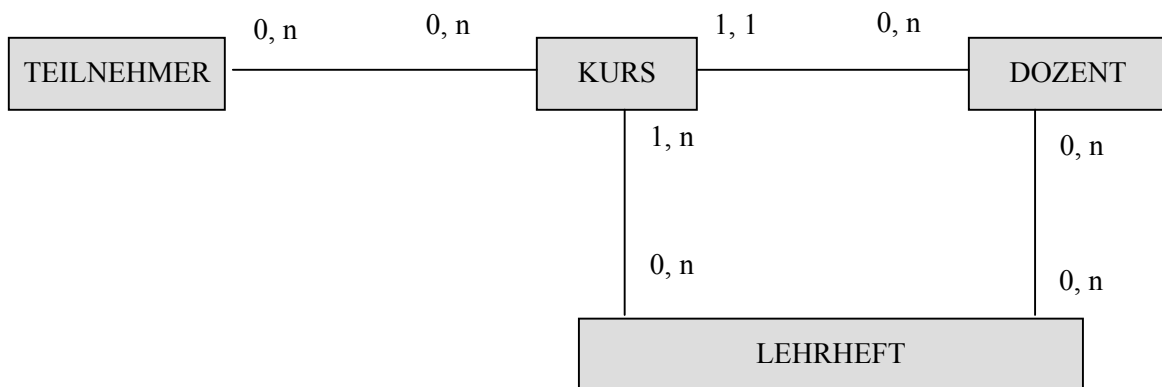 0, n
0, n
1, 1
0, n
TEILNEHMER
KURS
DOZENT
1, n
0, n
0, n
0, n
LEHRHEFT